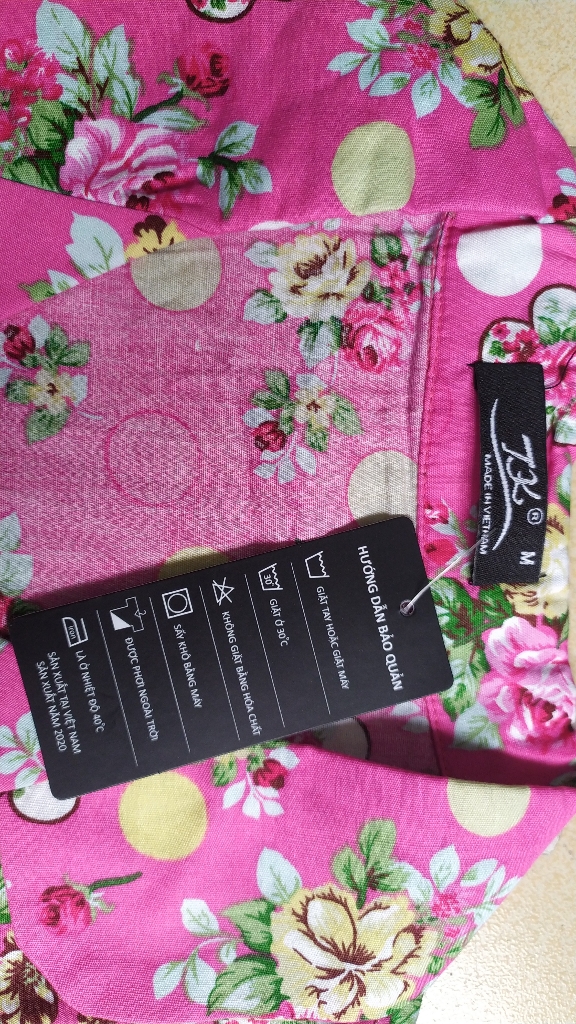 TK ®
MADE IN VIETNAM
M
HƯỚNG DẪN BẢO QUẢN
GIẶT TAY HOẶC GIẶT MÁY
30°
GIẶT Ở 30°C
KHÔNG GIẶT BẰNG HÓA CHẤT
SẤY KHÔ BẰNG MÁY
ĐƯỢC PHƠI NGOÀI TRỜI
LÀ Ở NHIỆT ĐỘ 40°C
SẢN XUẤT TẠI VIỆT NAM
SẢN XUẤT NĂM 2020